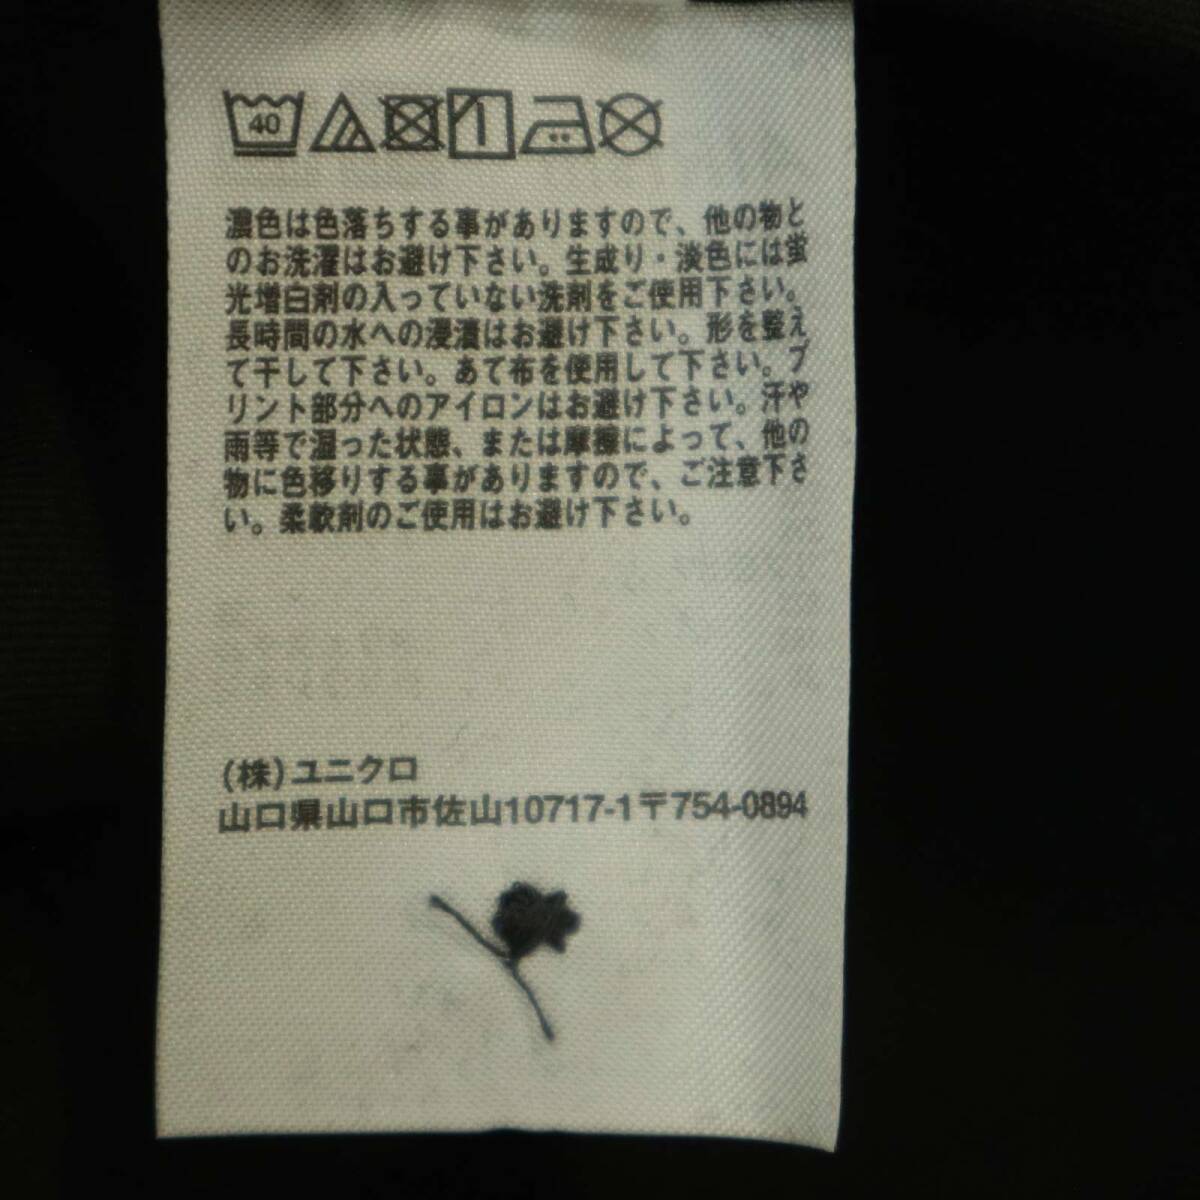 40
濃色は色落ちする事がありますので、他の物と
のお洗濯はお避け下さい。生成り・淡色には蛍
光増白剤の入っていない洗剤をご使用下さい。
長時間の水への浸漬はお避け下さい。形を整え
て干して下さい。あて布を使用して下さい。プ
リント部分へのアイロンはお避け下さい。汗や
雨等で湿った状態、または摩擦によって、他の
物に色移りする事がありますので、ご注意下さ
い。柔軟剤のご使用はお避け下さい。
(株)ユニクロ
山口県山口市佐山10717-1〒754-0894